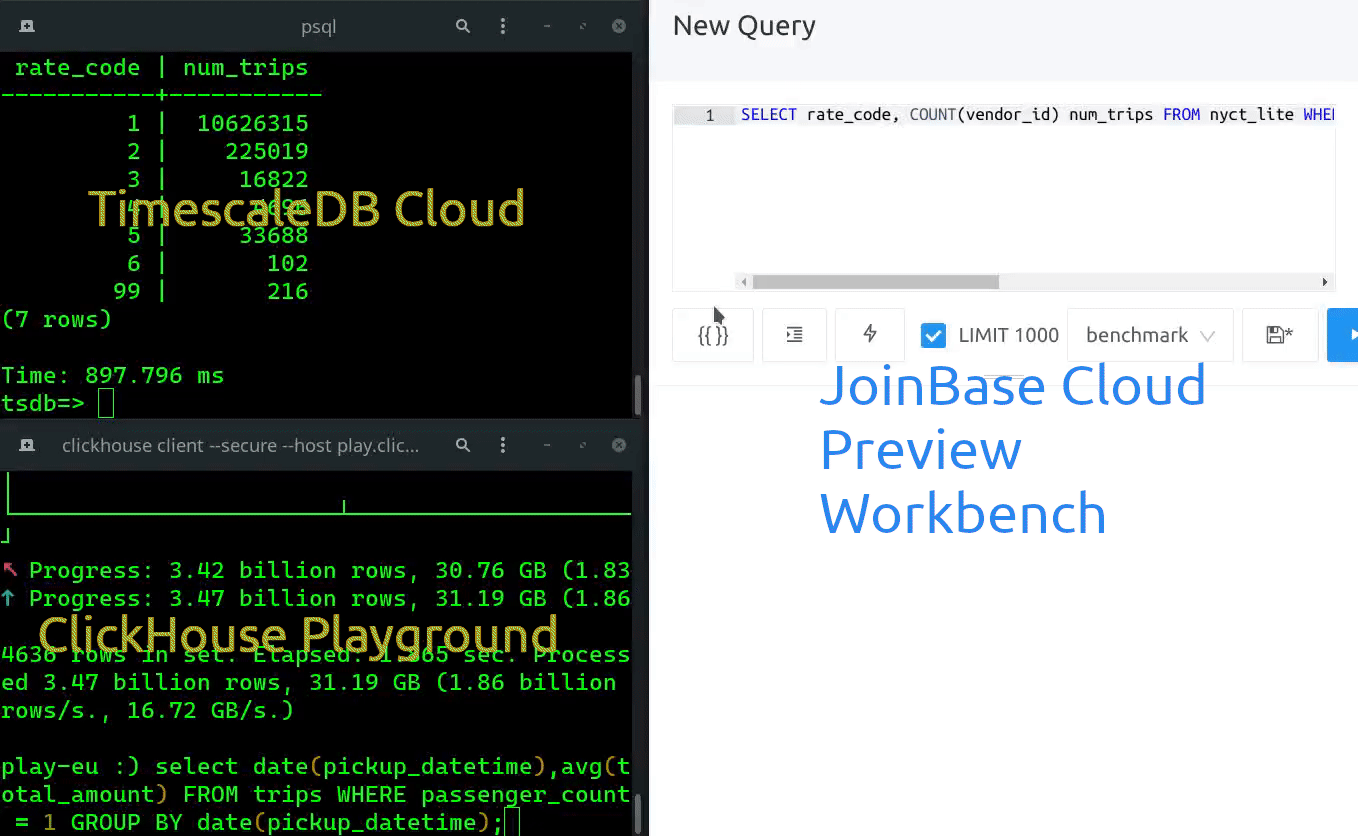 psql
rate_code | num_trips
-----------+------------
1 | 10626315
2 | 225019
3 | 16822
4 |
5 | 33688
6 | 102
99 | 216
(7 rows)
Time: 897.796 ms
tsdb=>
TimescaleDB Cloud
clickhouse client --secure --host play.clic...
↖ Progress: 3.42 billion rows, 30.76 GB (1.83
↑ Progress: 3.47 billion rows, 31.19 GB (1.86
ClickHouse Playground
4636 rows in set. Elapsed: 1.865 sec. Process
ed 3.47 billion rows, 31.19 GB (1.86 billion
rows/s., 16.72 GB/s.)
play-eu :) select date(pickup_datetime),avg(t
otal_amount) FROM trips WHERE passenger_count
= 1 GROUP BY date(pickup_datetime);
New Query
1 SELECT rate_code, COUNT(vendor_id) num_trips FROM nyct_lite WHE
{{ }}
LIMIT 1000
benchmark
*
JoinBase Cloud
Preview
Workbench